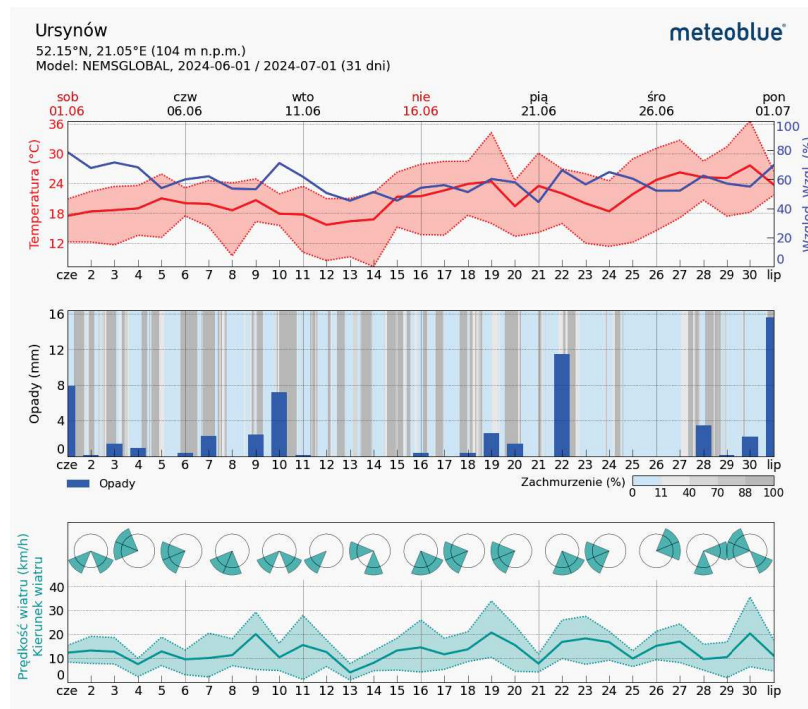 Ursynów
meteoblue®
52.15°N, 21.05°E (104 m n.p.m.)
Model: NEMSGLOBAL, 2024-06-01 / 2024-07-01 (31 dni)
sob czw wto nie pią śro pon
01.06 06.06 11.06 16.06 21.06 26.06 01.07
Temperatura (°C)
36
30
24
18
12
100
80
60
40
20
0
Względ. Wzgl. (%)
cze 2 3 4 5 6 7 8 9 10 11 12 13 14 15 16 17 18 19 20 21 22 23 24 25 26 27 28 29 30 lip
Opady (mm)
16
12
8
4
0
cze 2 3 4 5 6 7 8 9 10 11 12 13 14 15 16 17 18 19 20 21 22 23 24 25 26 27 28 29 30 lip
Opady
Zachmurzenie (%)
0 11 40 70 88 100
Prędkość wiatru (km/h)
Kierunek wiatru
40
30
20
10
0
cze 2 3 4 5 6 7 8 9 10 11 12 13 14 15 16 17 18 19 20 21 22 23 24 25 26 27 28 29 30 lip